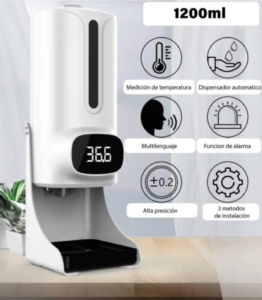 1200ml
Medición de temperatura
Dispensador automatico
Multilenguaje
Funcion de alarma
±0.2
Alta presición
3 metodos
de instalación
36.6